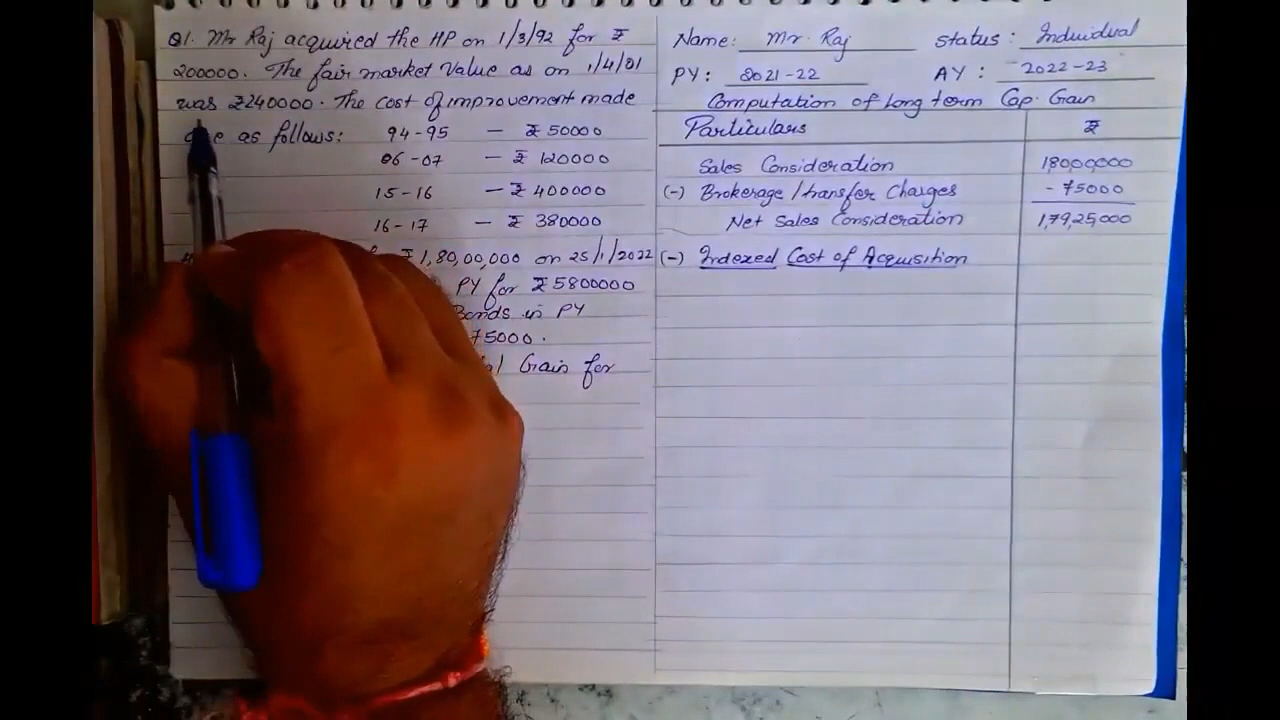 Q1. Mr Raj acquired the HP on 1/3/92 for ₹
200000. The fair market value as on 1/4/01
was ₹240000. The cost of improvement made
as follows: 94-95 - ₹ 50000
06-07 - ₹ 120000
15-16 - ₹ 400000
16-17 - ₹ 380000
₹ 1,80,00,000 on 25/1/2022
PY for ₹ 5800000
Bonds in PY
75000.
Gain for
Name: Mr. Raj Status: Individual
PY: 2021-22 AY: 2022-23
Computation of Long term Cap. Gain
Particulars ₹
Sales Consideration 18000000
(-) Brokerage/transfer Charges - 75000
Net Sales Consideration 1,79,25,000
(-) Indexed Cost of Acquisition